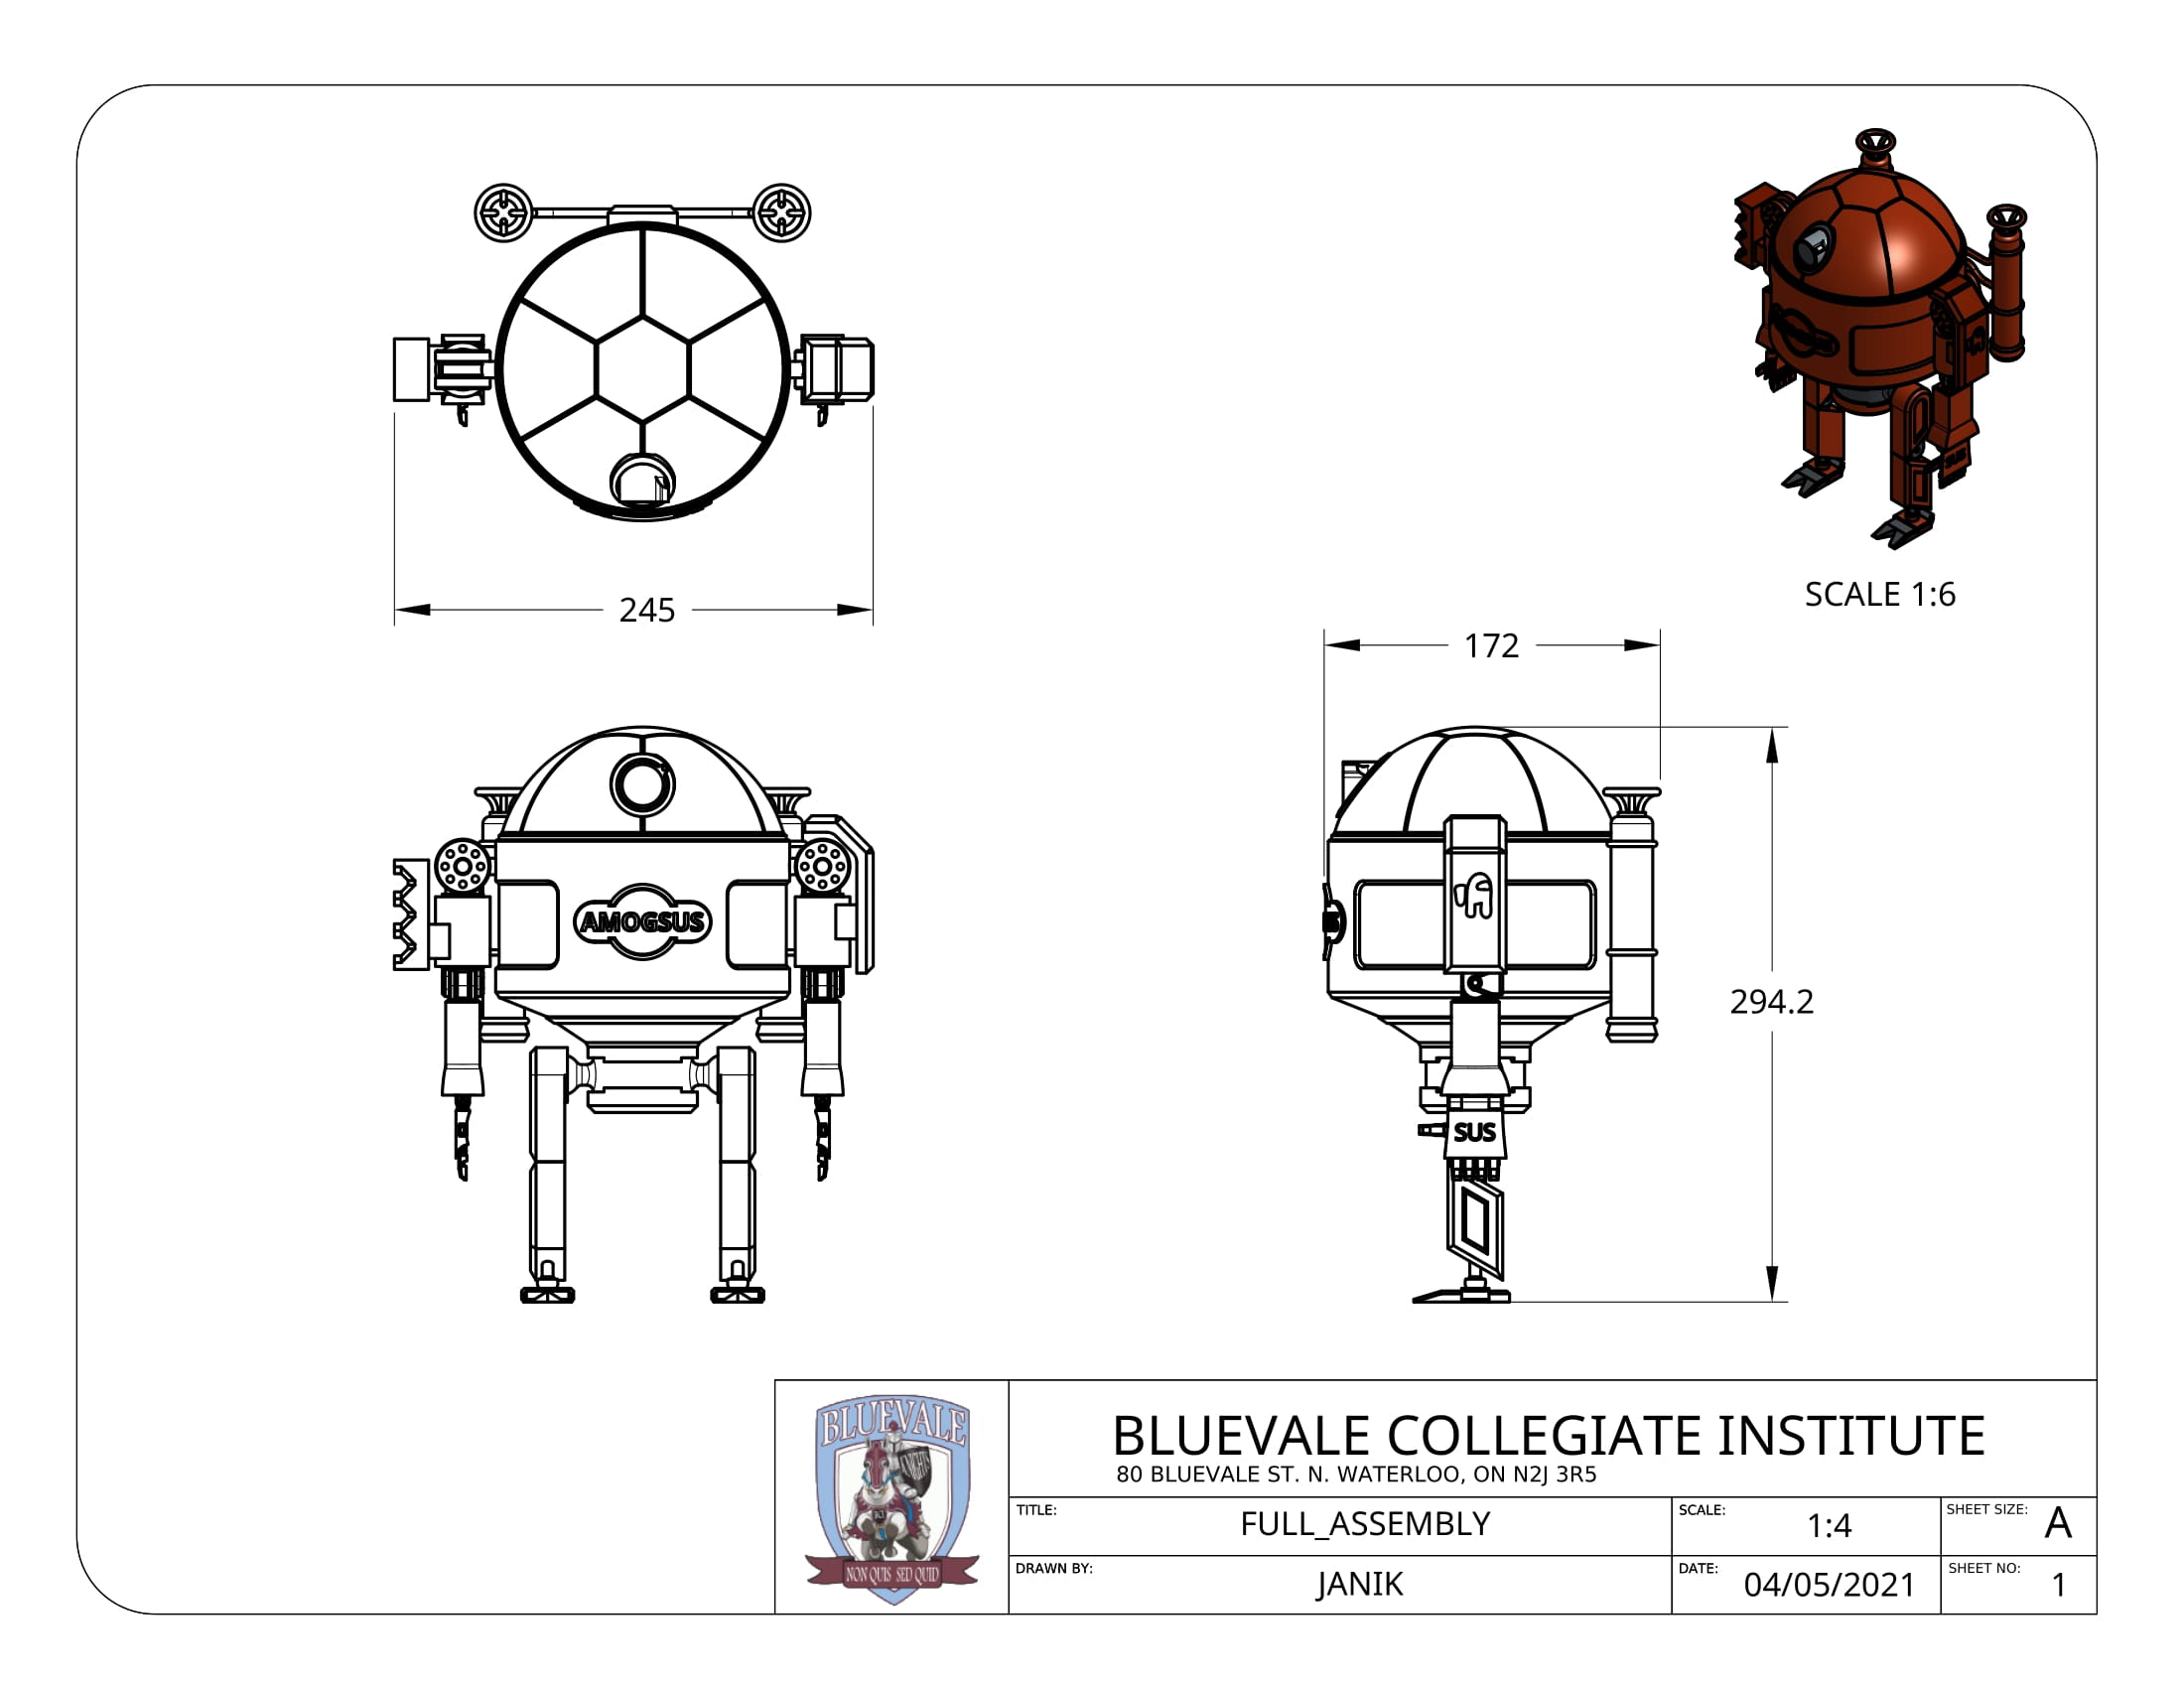 SCALE 1:6
245
172
294.2
AMOGSUS
SUS
BLUEVALE
NON QUIS SED QUID
BLUEVALE COLLEGIATE INSTITUTE
80 BLUEVALE ST. N. WATERLOO, ON N2J 3R5
TITLE: FULL_ASSEMBLY
SCALE: 1:4
SHEET SIZE: A
DRAWN BY: JANIK
DATE: 04/05/2021
SHEET NO: 1